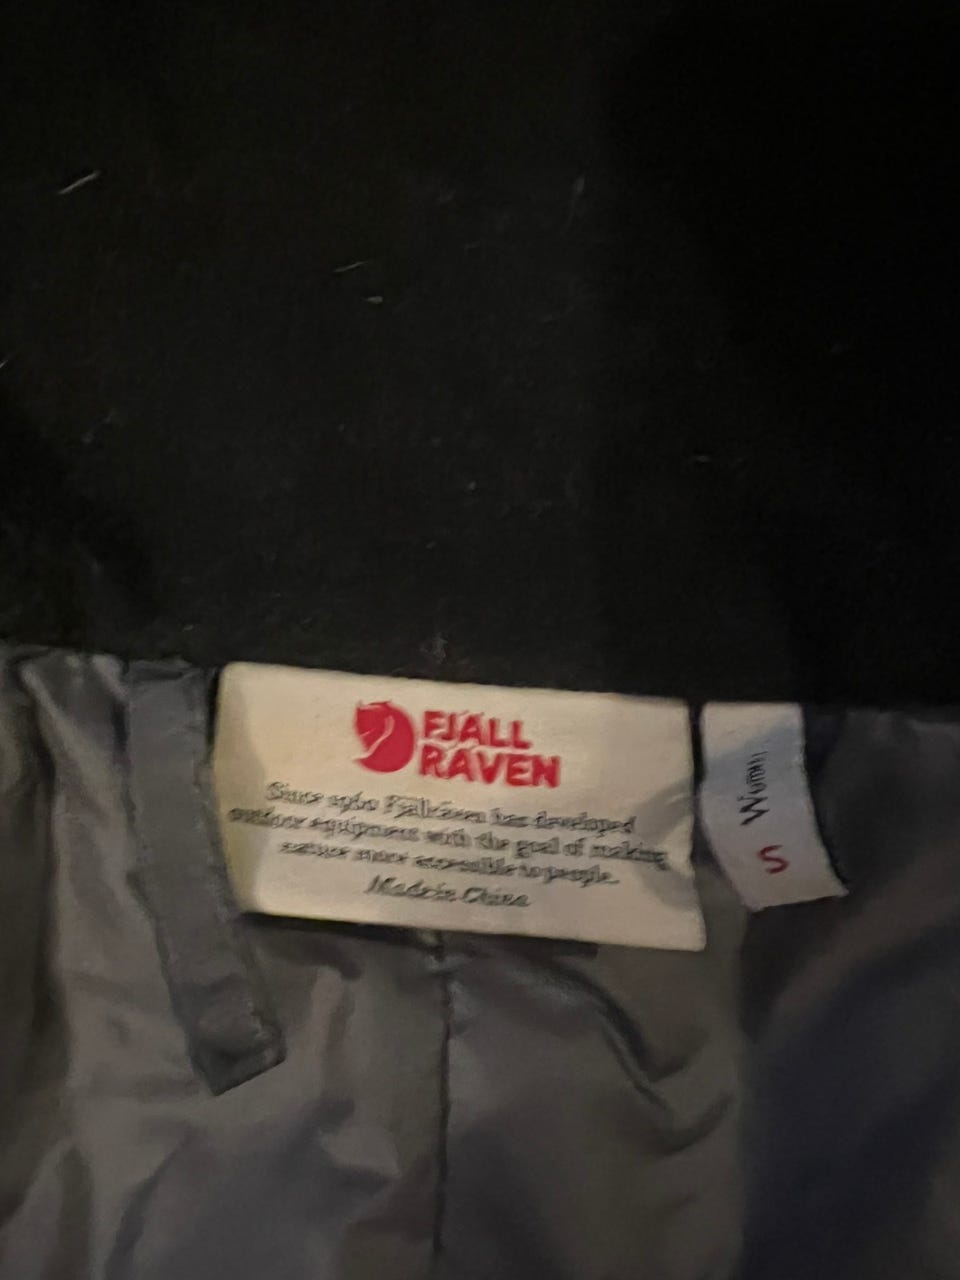 FJÄLL
RÄVEN
Since 1960 Fjällräven has developed
outdoor equipment with the goal of making
nature more accessible to people.
Made in China
Women
S